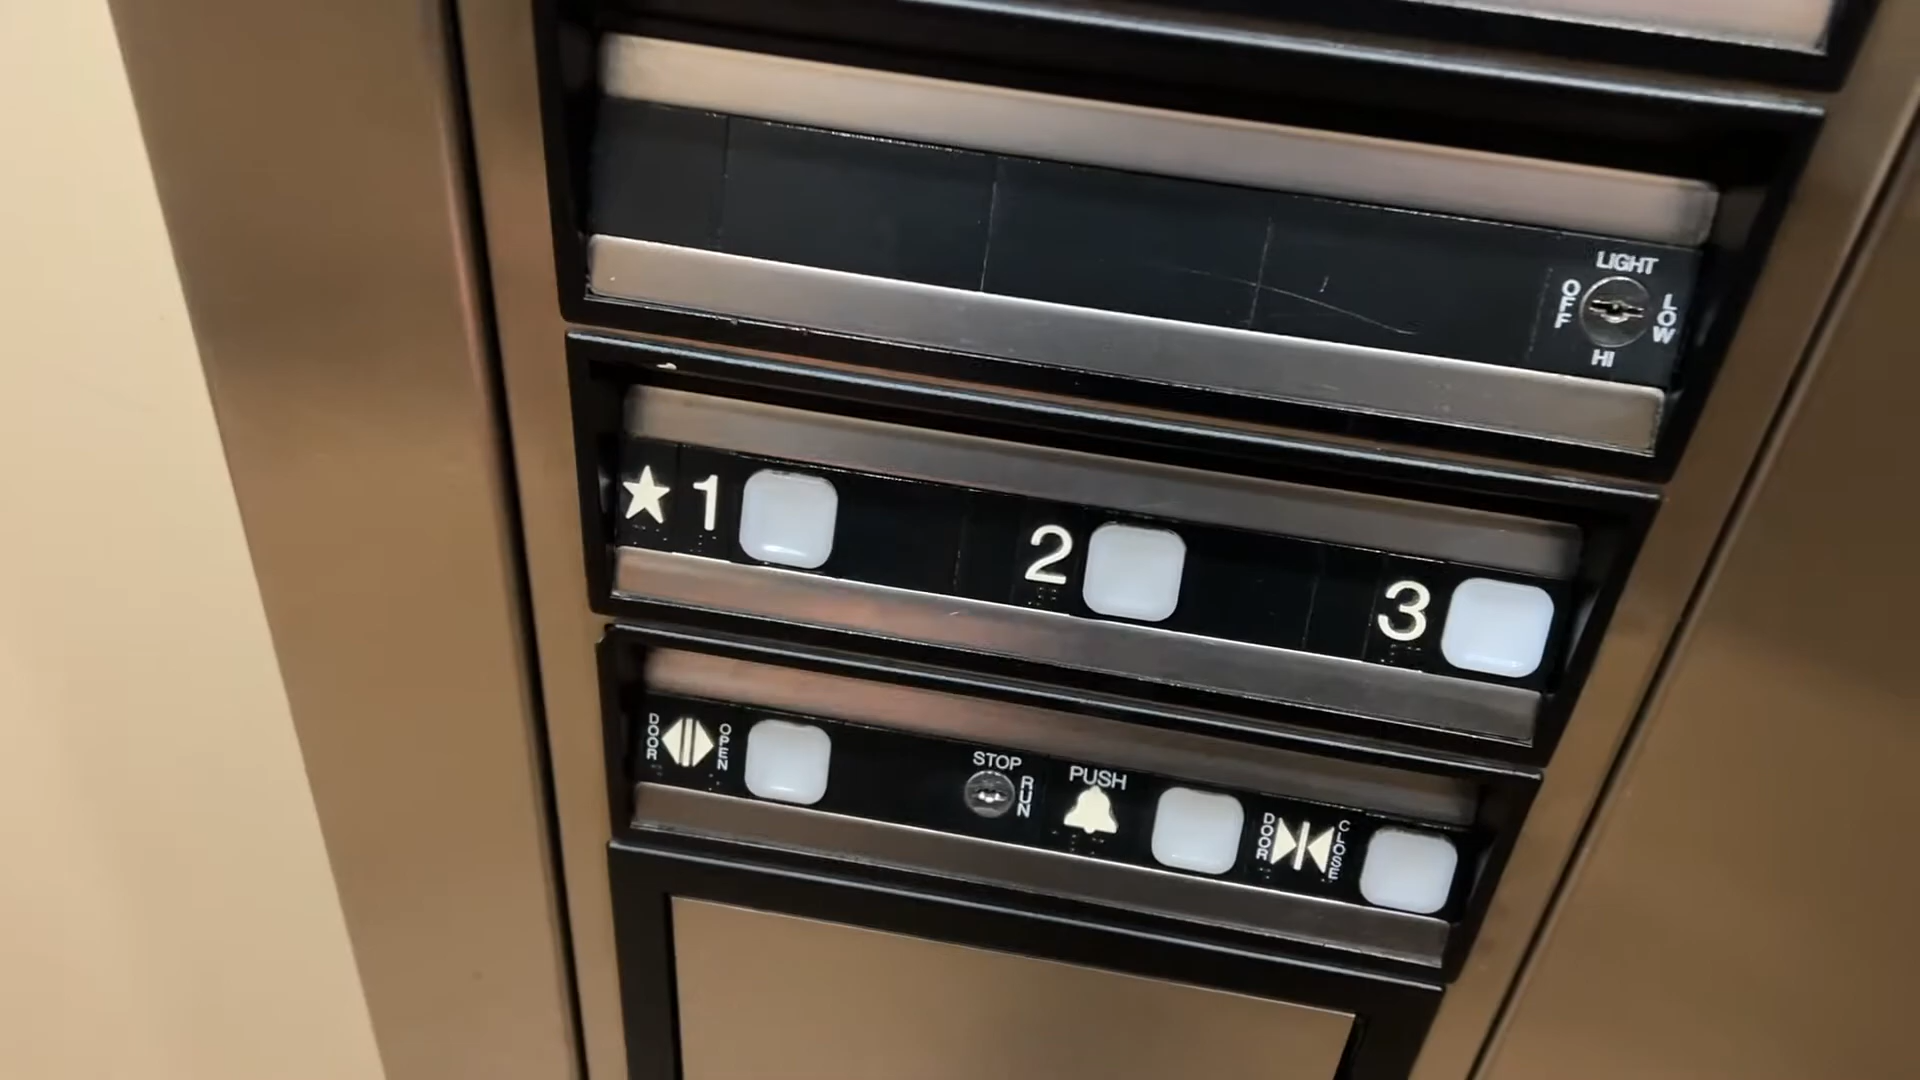 LIGHT
OFF
LOW
HI
★1
2
3
DOOR
OPEN
STOP
RUN
PUSH
DOOR
CLOSE